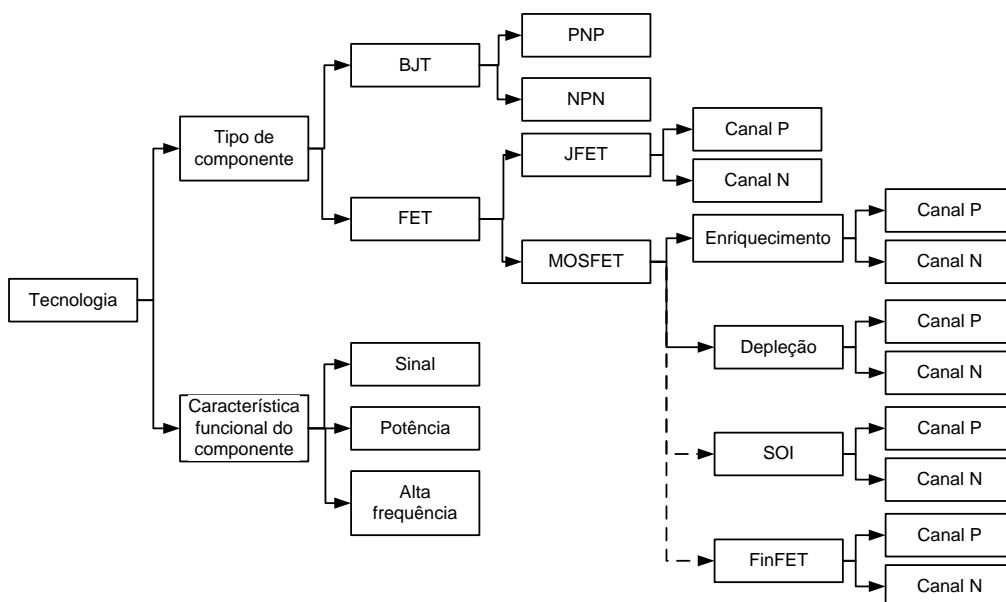 PNP
BJT
NPN
Tipo de
componente
Canal P
JFET
Canal N
FET
Canal P
Enriquecimento
MOSFET
Canal N
Tecnologia
Canal P
Depleção
Sinal
Canal N
Característica
funcional do
componente
Potência
Canal P
SOI
Canal N
Alta
frequência
Canal P
FinFET
Canal N